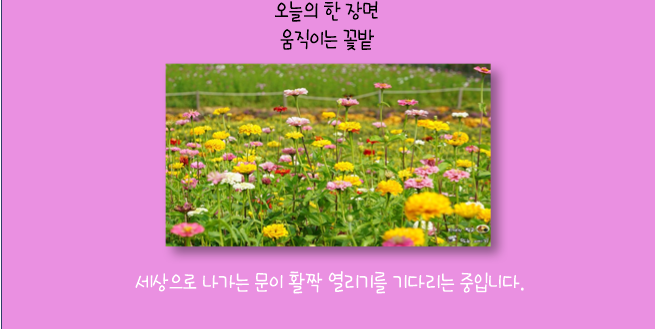 오늘의 한 장면
움직이는 꽃밭
세상으로 나가는 문이 활짝 열리기를 기다리는 중입니다.